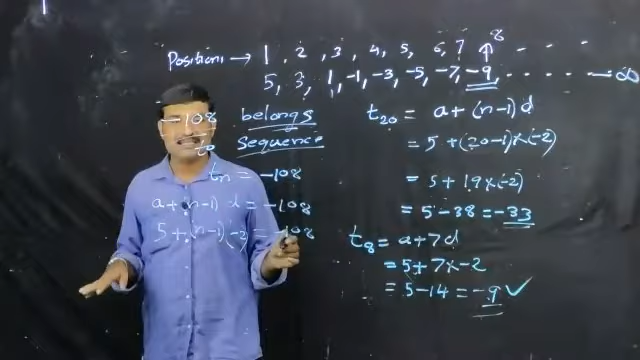 Position → 1, 2, 3, 4, 5, 6, 7 ↑8 - - -
5, 3, 1, -1, -3, -5, -7, -9, - - - - - - ∞
-108 belongs
to sequence
tn = -108
a+(n-1) d = -108
5+(n-1)(-2) = -108
t20 = a+(n-1)d
= 5+(20-1)×(-2)
= 5+19×(-2)
= 5-38 = -33
t8 = a+7d
= 5+7×-2
= 5-14 = -9 ✓